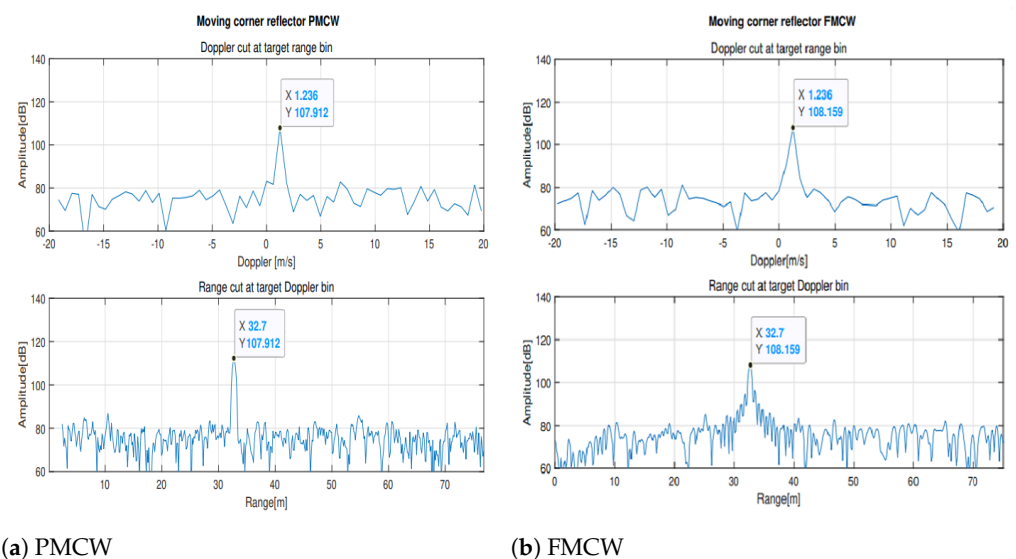 Moving corner reflector PMCW
Doppler cut at target range bin
Amplitude[dB]
140
120
100
80
60
X 1.236
Y 107.912
-20 -15 -10 -5 0 5 10 15 20
Doppler [m/s]
Range cut at target Doppler bin
Amplitude[dB]
140
120
100
80
60
X 32.7
Y 107.912
10 20 30 40 50 60 70
Range[m]
(a) PMCW
Moving corner reflector FMCW
Doppler cut at target range bin
Amplitude[dB]
140
120
100
80
60
X 1.236
Y 108.159
-20 -15 -10 -5 0 5 10 15 20
Doppler[m/s]
Range cut at target Doppler bin
Amplitude[dB]
140
120
100
80
60
X 32.7
Y 108.159
0 10 20 30 40 50 60 70
Range[m]
(b) FMCW